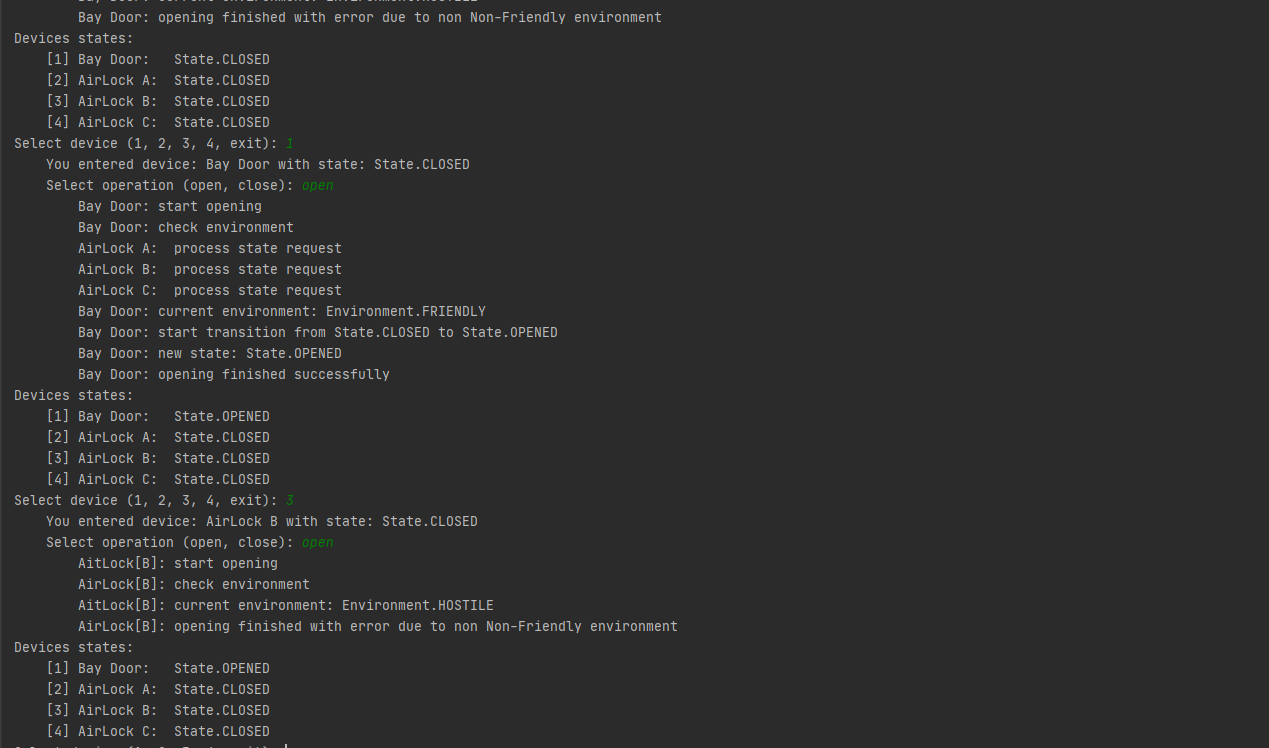 Bay Door: current environment: Environment.HOSTILE
Bay Door: opening finished with error due to non Non-Friendly environment
Devices states:
[1] Bay Door: State.CLOSED
[2] AirLock A: State.CLOSED
[3] AirLock B: State.CLOSED
[4] AirLock C: State.CLOSED
Select device (1, 2, 3, 4, exit): 1
You entered device: Bay Door with state: State.CLOSED
Select operation (open, close): open
Bay Door: start opening
Bay Door: check environment
AirLock A: process state request
AirLock B: process state request
AirLock C: process state request
Bay Door: current environment: Environment.FRIENDLY
Bay Door: start transition from State.CLOSED to State.OPENED
Bay Door: new state: State.OPENED
Bay Door: opening finished successfully
Devices states:
[1] Bay Door: State.OPENED
[2] AirLock A: State.CLOSED
[3] AirLock B: State.CLOSED
[4] AirLock C: State.CLOSED
Select device (1, 2, 3, 4, exit): 3
You entered device: AirLock B with state: State.CLOSED
Select operation (open, close): open
AitLock[B]: start opening
AirLock[B]: check environment
AitLock[B]: current environment: Environment.HOSTILE
AirLock[B]: opening finished with error due to non Non-Friendly environment
Devices states:
[1] Bay Door: State.OPENED
[2] AirLock A: State.CLOSED
[3] AirLock B: State.CLOSED
[4] AirLock C: State.CLOSED